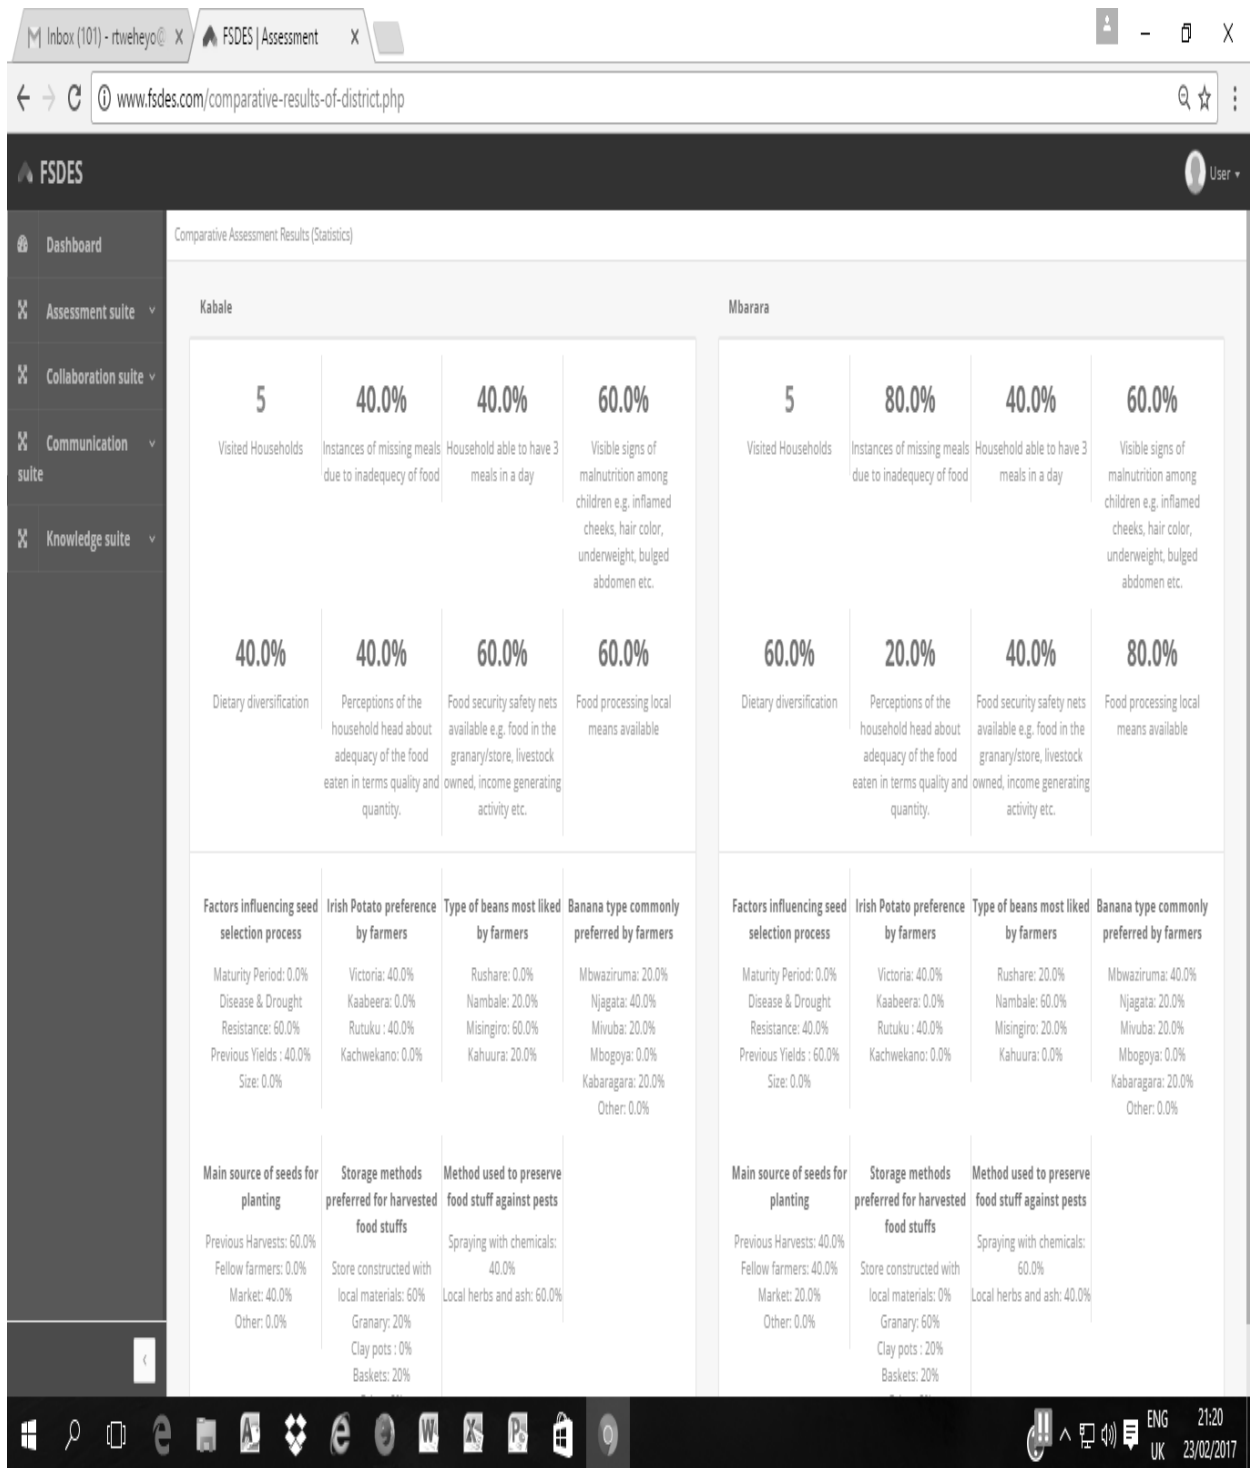 Inbox (101) - rtweheyo@
FSDES | Assessment
www.fsdes.com/comparative-results-of-district.php
FSDES
User
Dashboard
Assessment suite
Collaboration suite
Communication
suite
Knowledge suite
Comparative Assessment Results (Statistics)
Kabale
5
Visited Households
40.0%
Instances of missing meals
due to inadequecy of food
40.0%
Household able to have 3
meals in a day
60.0%
Visible signs of
malnutrition among
children e.g. inflamed
cheeks, hair color,
underweight, bulged
abdomen etc.
40.0%
Dietary diversification
40.0%
Perceptions of the
household head about
adequacy of the food
eaten in terms quality and
quantity.
60.0%
Food security safety nets
available e.g. food in the
granary/store, livestock
owned, income generating
activity etc.
60.0%
Food processing local
means available
Factors influencing seed
selection process
Maturity Period: 0.0%
Disease & Drought
Resistance: 60.0%
Previous Yields : 40.0%
Size: 0.0%
Irish Potato preference
by farmers
Victoria: 40.0%
Kaabeera: 0.0%
Rutuku : 40.0%
Kachwekano: 0.0%
Type of beans most liked
by farmers
Rushare: 0.0%
Nambale: 20.0%
Misingiro: 60.0%
Kahuura: 20.0%
Banana type commonly
preferred by farmers
Mbwaziruma: 20.0%
Njagata: 40.0%
Mivuba: 20.0%
Mbogoya: 0.0%
Kabaragara: 20.0%
Other: 0.0%
Main source of seeds for
planting
Previous Harvests: 60.0%
Fellow farmers: 0.0%
Market: 40.0%
Other: 0.0%
Storage methods
preferred for harvested
food stuffs
Store constructed with
local materials: 60%
Granary: 20%
Clay pots : 0%
Baskets: 20%
Method used to preserve
food stuff against pests
Spraying with chemicals:
40.0%
Local herbs and ash: 60.0%
Mbarara
5
Visited Households
80.0%
Instances of missing meals
due to inadequecy of food
40.0%
Household able to have 3
meals in a day
60.0%
Visible signs of
malnutrition among
children e.g. inflamed
cheeks, hair color,
underweight, bulged
abdomen etc.
60.0%
Dietary diversification
20.0%
Perceptions of the
household head about
adequacy of the food
eaten in terms quality and
quantity.
40.0%
Food security safety nets
available e.g. food in the
granary/store, livestock
owned, income generating
activity etc.
80.0%
Food processing local
means available
Factors influencing seed
selection process
Maturity Period: 0.0%
Disease & Drought
Resistance: 40.0%
Previous Yields : 60.0%
Size: 0.0%
Irish Potato preference
by farmers
Victoria: 40.0%
Kaabeera: 0.0%
Rutuku : 40.0%
Kachwekano: 0.0%
Type of beans most liked
by farmers
Rushare: 20.0%
Nambale: 60.0%
Misingiro: 20.0%
Kahuura: 0.0%
Banana type commonly
preferred by farmers
Mbwaziruma: 40.0%
Njagata: 20.0%
Mivuba: 20.0%
Mbogoya: 0.0%
Kabaragara: 20.0%
Other: 0.0%
Main source of seeds for
planting
Previous Harvests: 40.0%
Fellow farmers: 40.0%
Market: 20.0%
Other: 0.0%
Storage methods
preferred for harvested
food stuffs
Store constructed with
local materials: 0%
Granary: 60%
Clay pots : 20%
Baskets: 20%
Method used to preserve
food stuff against pests
Spraying with chemicals:
60.0%
Local herbs and ash: 40.0%
ENG
UK
21:20
23/02/2017